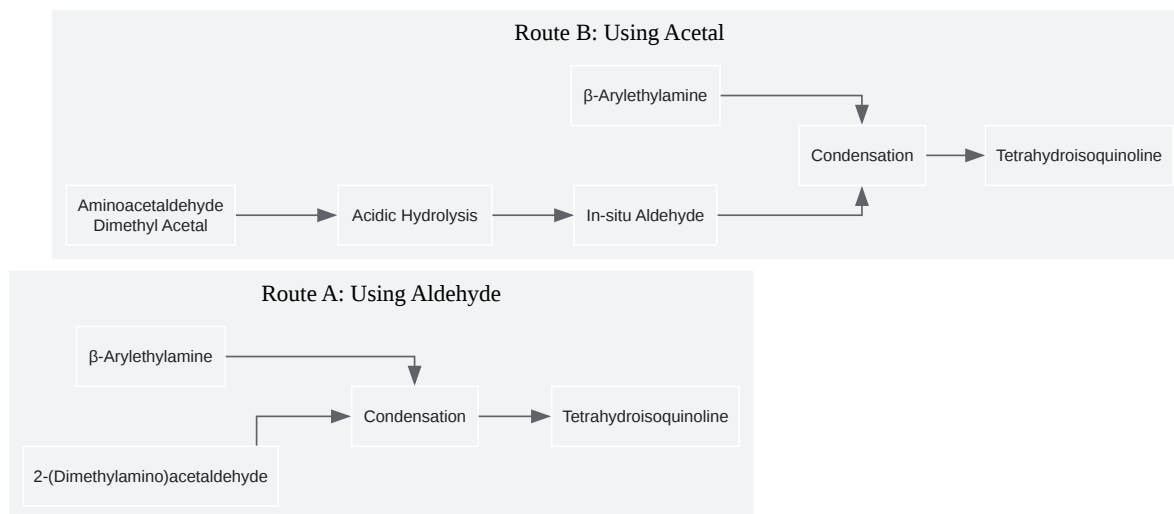 Route B: Using Acetal
β-Arylethylamine
Condensation
Tetrahydroisoquinoline
Aminoacetaldehyde
Dimethyl Acetal
Acidic Hydrolysis
In-situ Aldehyde
Route A: Using Aldehyde
β-Arylethylamine
Condensation
Tetrahydroisoquinoline
2-(Dimethylamino)acetaldehyde